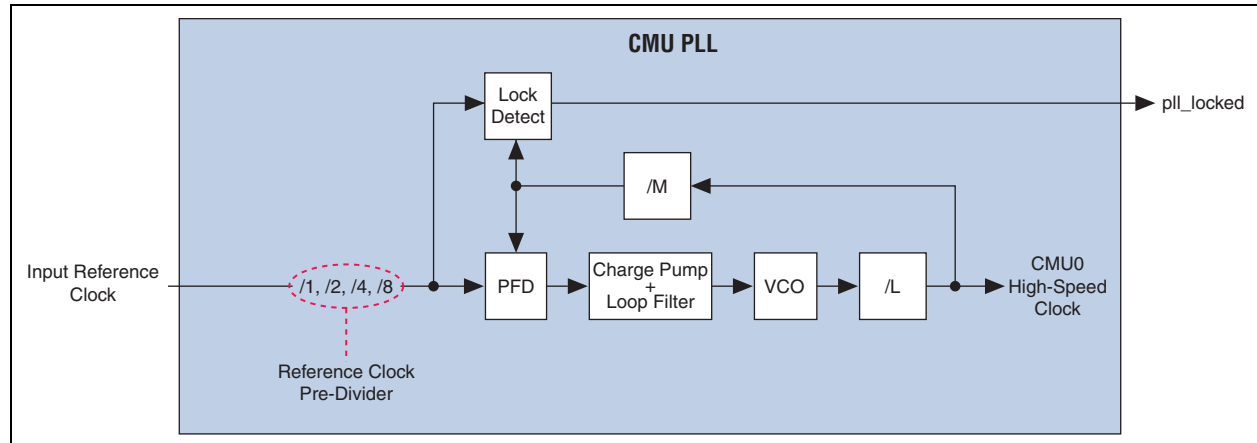 CMU PLL
Lock
Detect
pll_locked
/M
Input Reference
Clock
/1, /2, /4, /8
PFD
Charge Pump
+
Loop Filter
VCO
/L
CMU0
High-Speed
Clock
Reference Clock
Pre-Divider